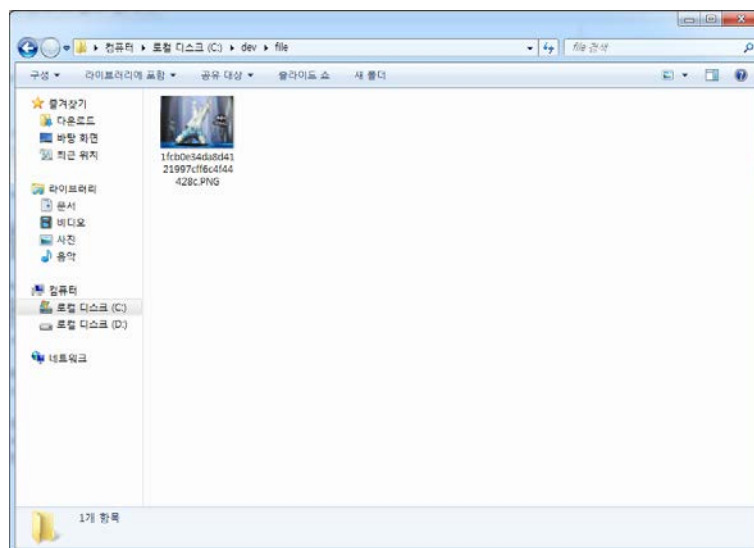 컴퓨터 ▸ 로컬 디스크 (C:) ▸ dev ▸ file
file 검색
구성
라이브러리에 포함
공유 대상
슬라이드 쇼
새 폴더
즐겨찾기
다운로드
바탕 화면
최근 위치
라이브러리
문서
비디오
사진
음악
컴퓨터
로컬 디스크 (C:)
로컬 디스크 (D:)
네트워크
1fcb0e34da8d41
21997cff6c4f44
428c.PNG
1개 항목